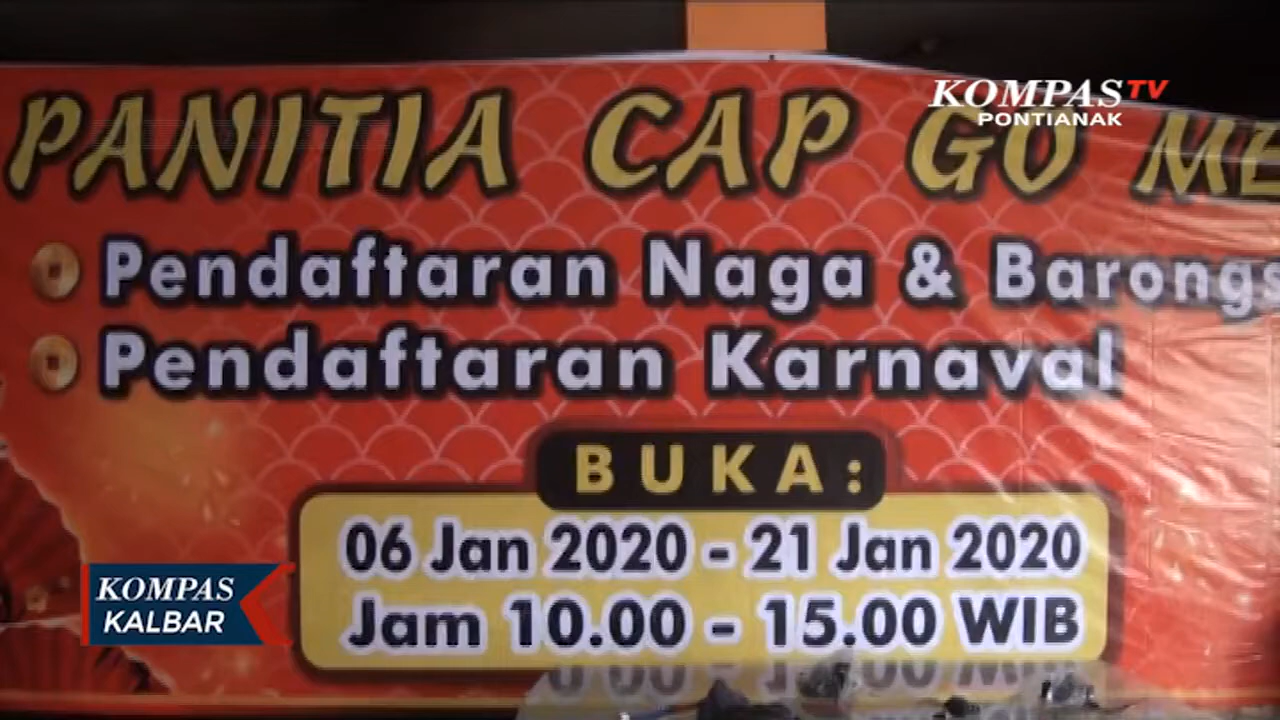 KOMPAS TV
PONTIANAK
PANITIA CAP GO ME
Pendaftaran Naga & Barongs
Pendaftaran Karnaval
BUKA:
06 Jan 2020 - 21 Jan 2020
Jam 10.00 - 15.00 WIB
KOMPAS
KALBAR